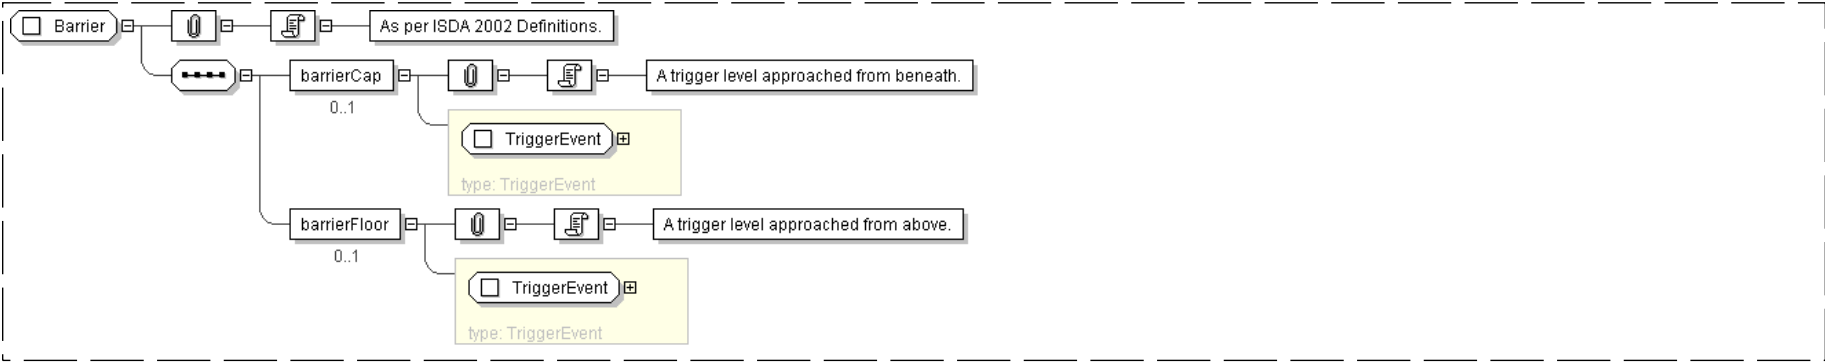 Barrier
As per ISDA 2002 Definitions.
barrierCap
A trigger level approached from beneath.
0..1
TriggerEvent
type: TriggerEvent
barrierFloor
A trigger level approached from above.
0..1
TriggerEvent
type: TriggerEvent